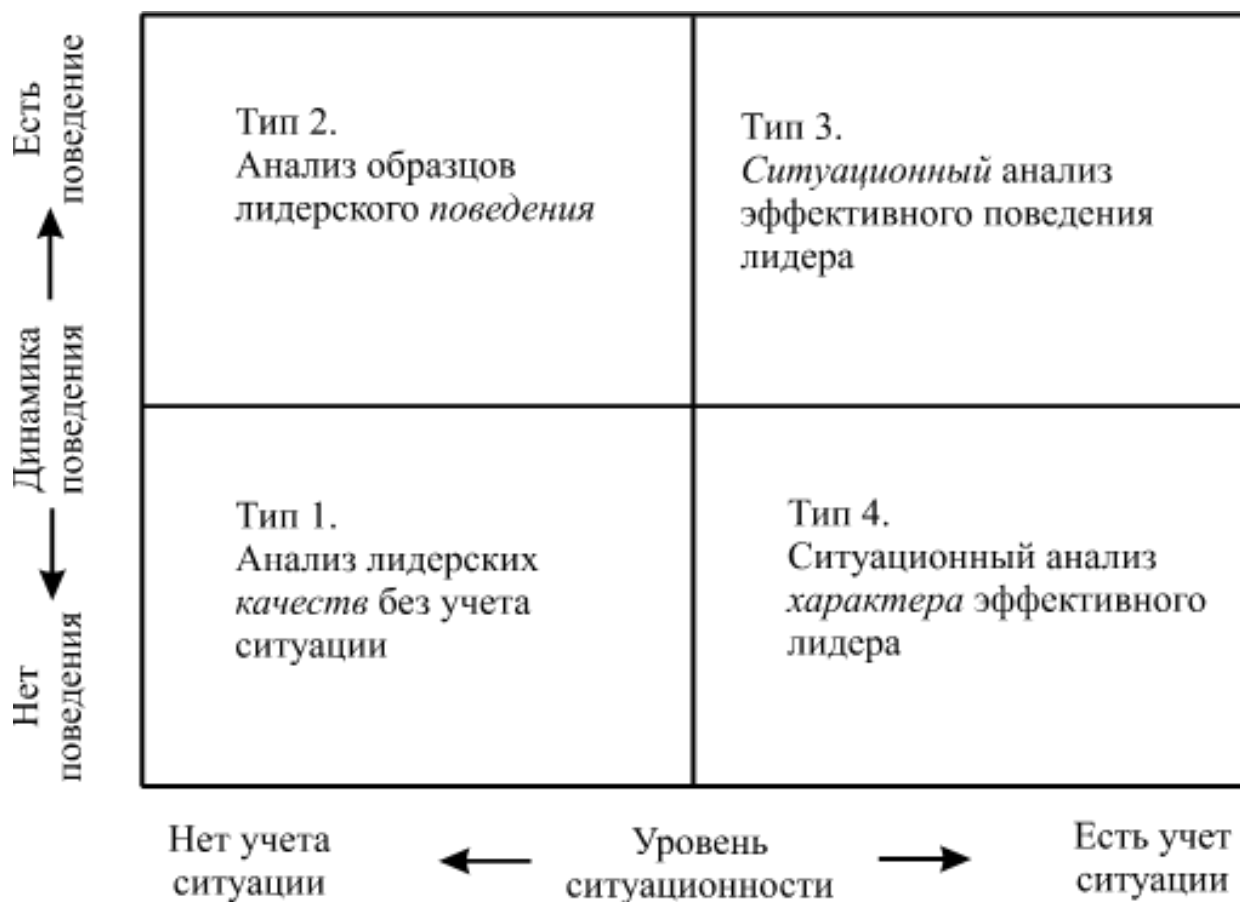 Есть
поведение
Динамика
поведения
Нет
поведения
Тип 2.
Анализ образцов
лидерского поведения
Тип 3.
Ситуационный анализ
эффективного поведения
лидера
Тип 1.
Анализ лидерских
качеств без учета
ситуации
Тип 4.
Ситуационный анализ
характера эффективного
лидера
Нет учета
ситуации
Уровень
ситуационности
Есть учет
ситуации